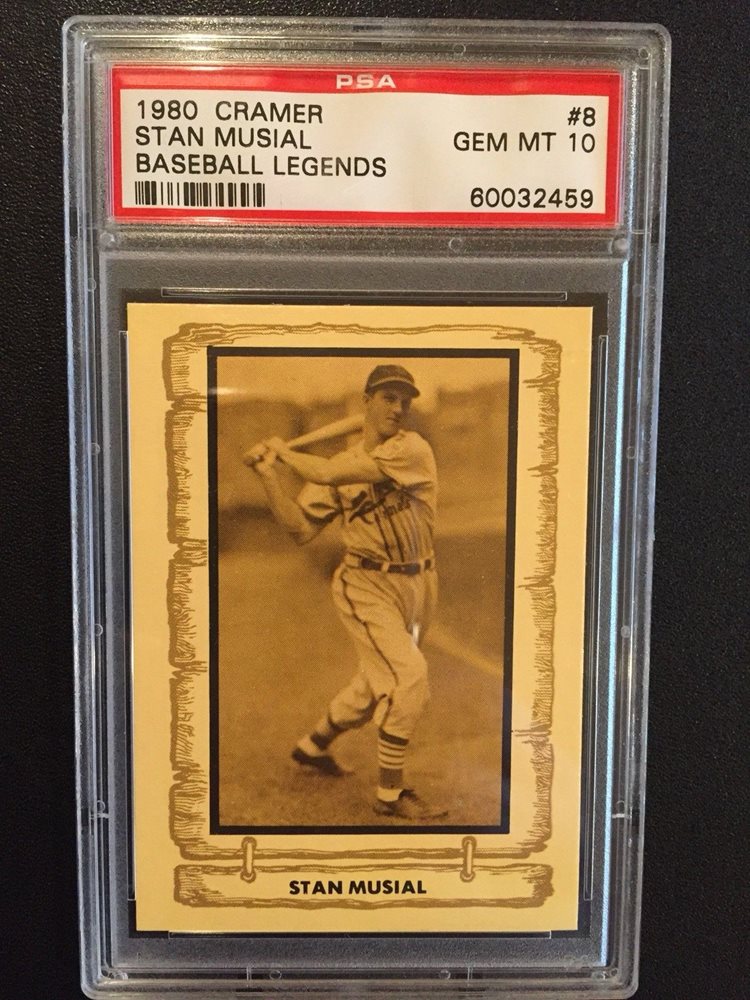 PSA
1980 CRAMER #8
STAN MUSIAL GEM MT 10
BASEBALL LEGENDS
60032459
STAN MUSIAL